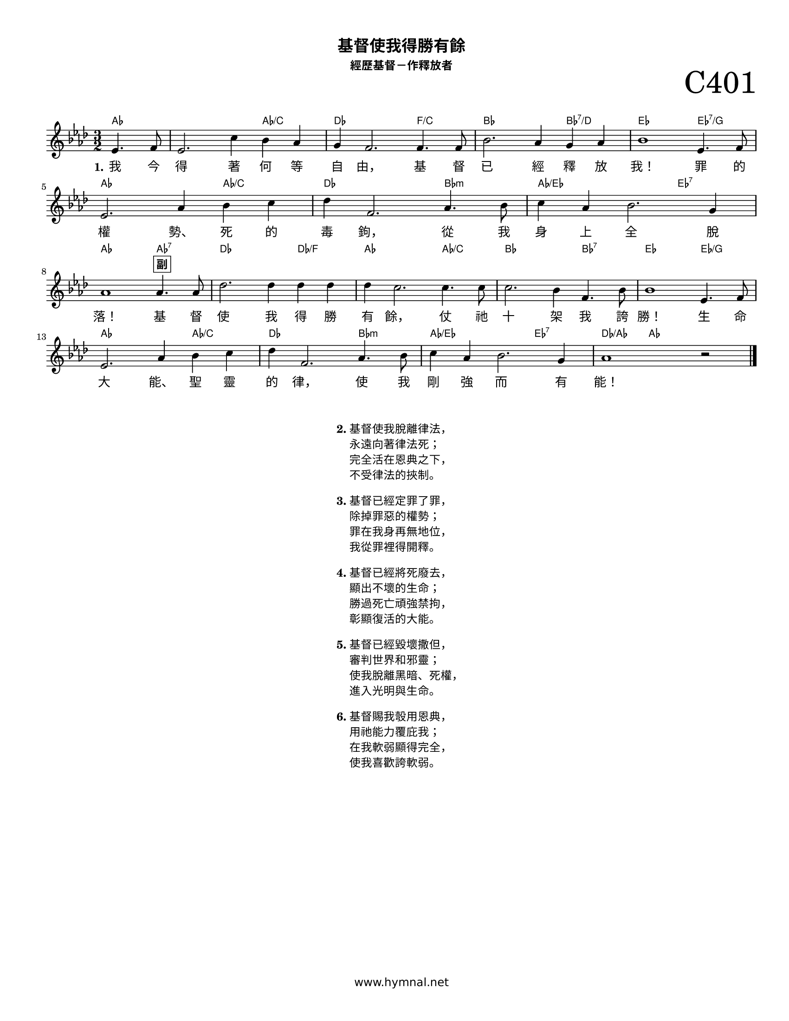 基督使我得勝有餘
經歷基督－作釋放者
C401
A♭ A♭/C D♭ F/C B♭ B♭7/D E♭ E♭7/G
1. 我 今 得 著 何 等 自 由， 基 督 已 經 釋 放 我！ 罪 的
5
A♭ A♭/C D♭ B♭m A♭/E♭ E♭7
權 勢、 死 的 毒 鉤， 從 我 身 上 全 脫
A♭ A♭7 D♭ D♭/F A♭ A♭/C B♭ B♭7 E♭ E♭/G
8
副
落！ 基 督 使 我 得 勝 有 餘， 仗 祂 十 架 我 誇 勝！ 生 命
13
A♭ A♭/C D♭ B♭m A♭/E♭ E♭7 D♭/A♭ A♭
大 能、 聖 靈 的 律， 使 我 剛 強 而 有 能！
2. 基督使我脫離律法，
永遠向著律法死；
完全活在恩典之下，
不受律法的挾制。
3. 基督已經定罪了罪，
除掉罪惡的權勢；
罪在我身再無地位，
我從罪裡得開釋。
4. 基督已經將死廢去，
顯出不壞的生命；
勝過死亡頑強禁拘，
彰顯復活的大能。
5. 基督已經毀壞撒但，
審判世界和邪靈；
使我脫離黑暗、死權，
進入光明與生命。
6. 基督賜我彀用恩典，
用祂能力覆庇我；
在我軟弱顯得完全，
使我喜歡誇軟弱。
www.hymnal.net